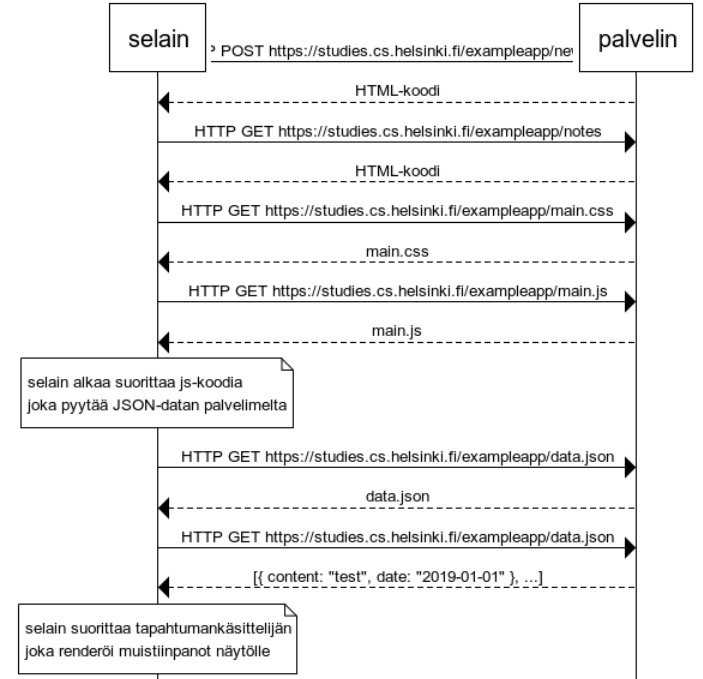 selain
palvelin
POST https://studies.cs.helsinki.fi/exampleapp/
HTML-koodi
HTTP GET https://studies.cs.helsinki.fi/exampleapp/notes
HTML-koodi
HTTP GET https://studies.cs.helsinki.fi/exampleapp/main.css
main.css
HTTP GET https://studies.cs.helsinki.fi/exampleapp/main.js
main.js
selain alkaa suorittaa js-koodia
joka pyytää JSON-datan palvelimelta
HTTP GET https://studies.cs.helsinki.fi/exampleapp/data.json
data.json
HTTP GET https://studies.cs.helsinki.fi/exampleapp/data.json
[{ content: "test", date: "2019-01-01" }, ...]
selain suorittaa tapahtumankäsittelijän
joka renderöi muistiinpanot näytölle